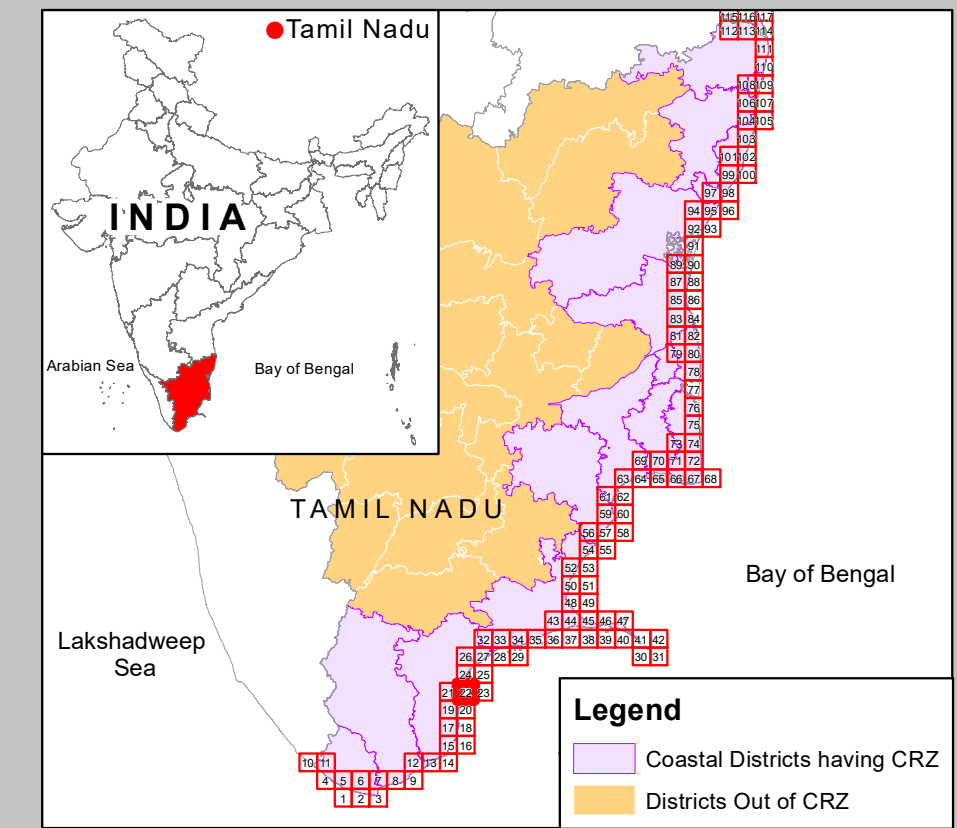 Tamil Nadu
INDIA
Arabian Sea
Bay of Bengal
115 116 117
112 113 114
111
110
108 109
106 107
104 105
103
101 102
99 100
97 98
94 95 96
92 93
91
89 90
87 88
85 86
83 84
81 82
79 80
78
77
76
75
73 74
69 70 71 72
63 64 65 66 67 68
61 62
59 60
56 57 58
54 55
52 53
50 51
48 49
43 44 45 46 47
32 33 34 35 36 37 38 39 40 41 42
26 27 28 29 30 31
24 25
21 22 23
19 20
17 18
15 16
10 11 12 13 14
4 5 6 7 8 9
1 2 3
TAMIL NADU
Bay of Bengal
Lakshadweep
Sea
Legend
Coastal Districts having CRZ
Districts Out of CRZ